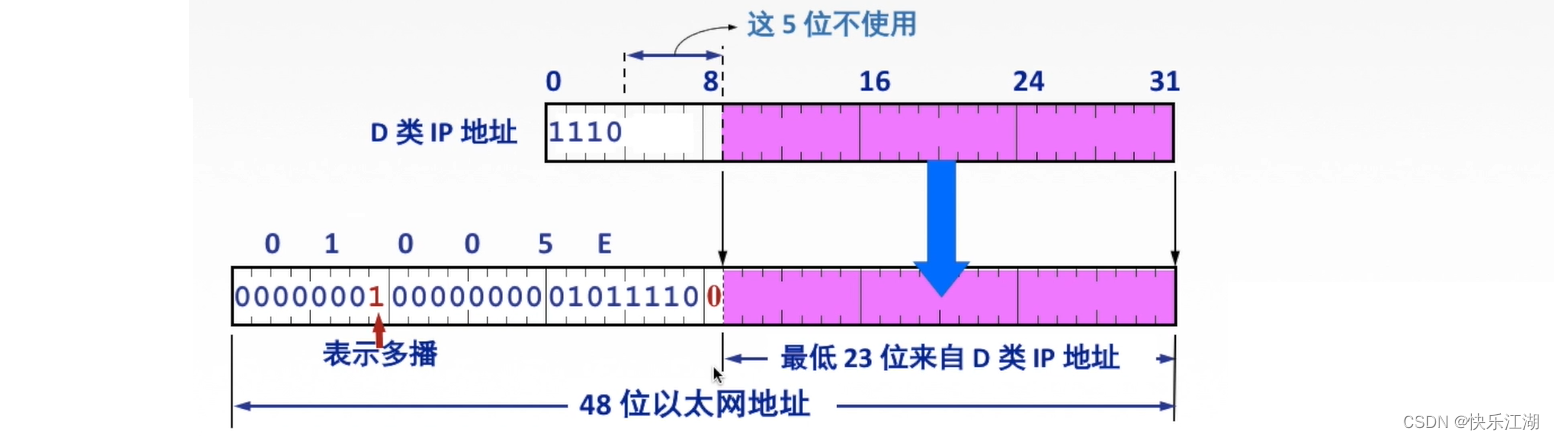 这 5 位不使用
0 8 16 24 31
D 类 IP 地址
1110
0 1 0 0 5 E
00000001 00000000 01011110 0
表示多播
最低 23 位来自 D 类 IP 地址
48 位以太网地址
CSDN @快乐江湖